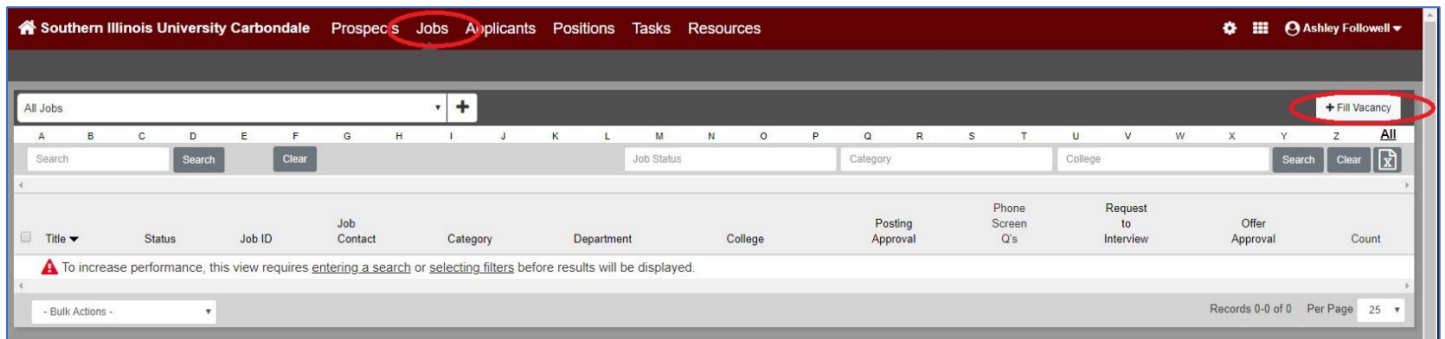 Southern Illinois University Carbondale Prospects Jobs Applicants Positions Tasks Resources Ashley Followell
All Jobs + Fill Vacancy
A B C D E F G H I J K L M N O P Q R S T U V W X Y Z All
Search Search Clear Job Status Category College Search Clear
Title Status Job ID Job Contact Category Department College Posting Approval Phone Screen Q's Request to Interview Offer Approval Count
To increase performance, this view requires entering a search or selecting filters before results will be displayed.
- Bulk Actions - Records 0-0 of 0 Per Page 25